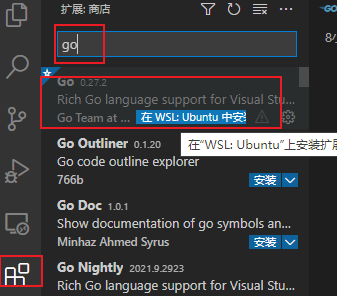 扩展: 商店
go
8小
Go 0.27.2
Rich Go language support for Visual Stu...
Go Team at ... 在 WSL: Ubuntu 中安
在“WSL: Ubuntu”上安装扩展
Go Outliner 0.1.20
Go code outline explorer
766b 安装
Go Doc 1.0.1
Show documentation of go symbols an...
Minhaz Ahmed Syrus 安装
Go Nightly 2021.9.2923
Rich Go language support for Visual Stu...